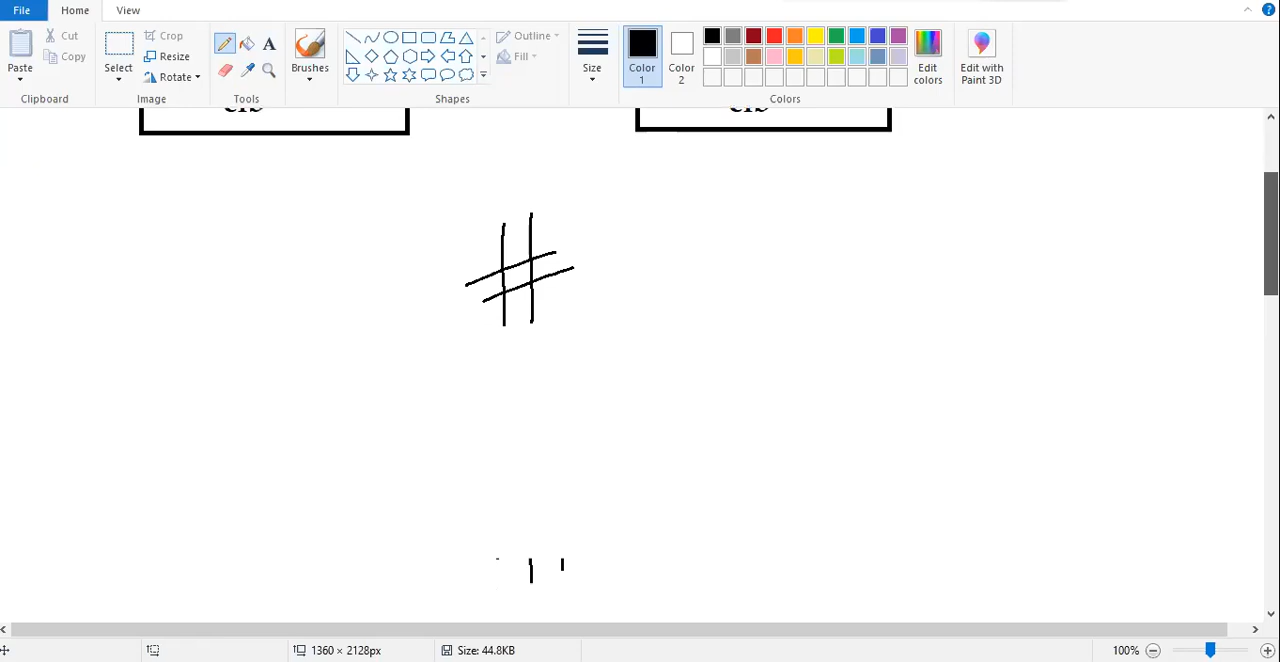 File Home View
Cut
Copy
Paste
Clipboard
Crop
Resize
Rotate
Select
Image
A
Tools
Brushes
Outline
Fill
Shapes
Size
Color
1
Color
2
Edit
colors
Colors
Edit with
Paint 3D
#
1360 × 2128px
Size: 44.8KB
100%